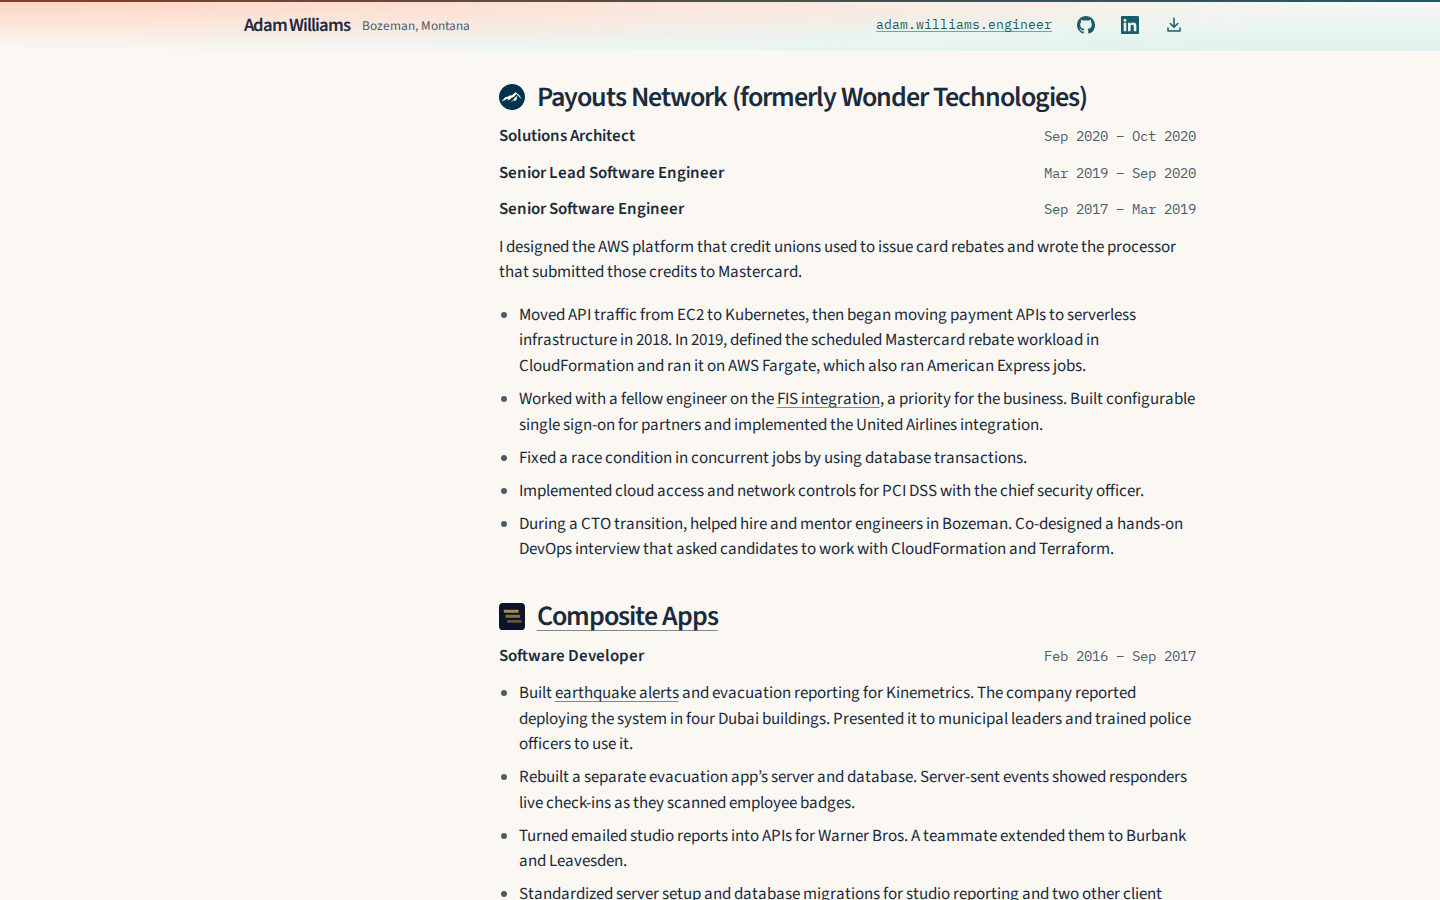 Adam Williams Bozeman, Montana adam.williams.engineer
Payouts Network (formerly Wonder Technologies)
Solutions Architect Sep 2020 – Oct 2020
Senior Lead Software Engineer Mar 2019 – Sep 2020
Senior Software Engineer Sep 2017 – Mar 2019
I designed the AWS platform that credit unions used to issue card rebates and wrote the processor
that submitted those credits to Mastercard.
• Moved API traffic from EC2 to Kubernetes, then began moving payment APIs to serverless
infrastructure in 2018. In 2019, defined the scheduled Mastercard rebate workload in
CloudFormation and ran it on AWS Fargate, which also ran American Express jobs.
• Worked with a fellow engineer on the FIS integration, a priority for the business. Built configurable
single sign-on for partners and implemented the United Airlines integration.
• Fixed a race condition in concurrent jobs by using database transactions.
• Implemented cloud access and network controls for PCI DSS with the chief security officer.
• During a CTO transition, helped hire and mentor engineers in Bozeman. Co-designed a hands-on
DevOps interview that asked candidates to work with CloudFormation and Terraform.
Composite Apps
Software Developer Feb 2016 – Sep 2017
• Built earthquake alerts and evacuation reporting for Kinemetrics. The company reported
deploying the system in four Dubai buildings. Presented it to municipal leaders and trained police
officers to use it.
• Rebuilt a separate evacuation app’s server and database. Server-sent events showed responders
live check-ins as they scanned employee badges.
• Turned emailed studio reports into APIs for Warner Bros. A teammate extended them to Burbank
and Leavesden.
• Standardized server setup and database migrations for studio reporting and two other client